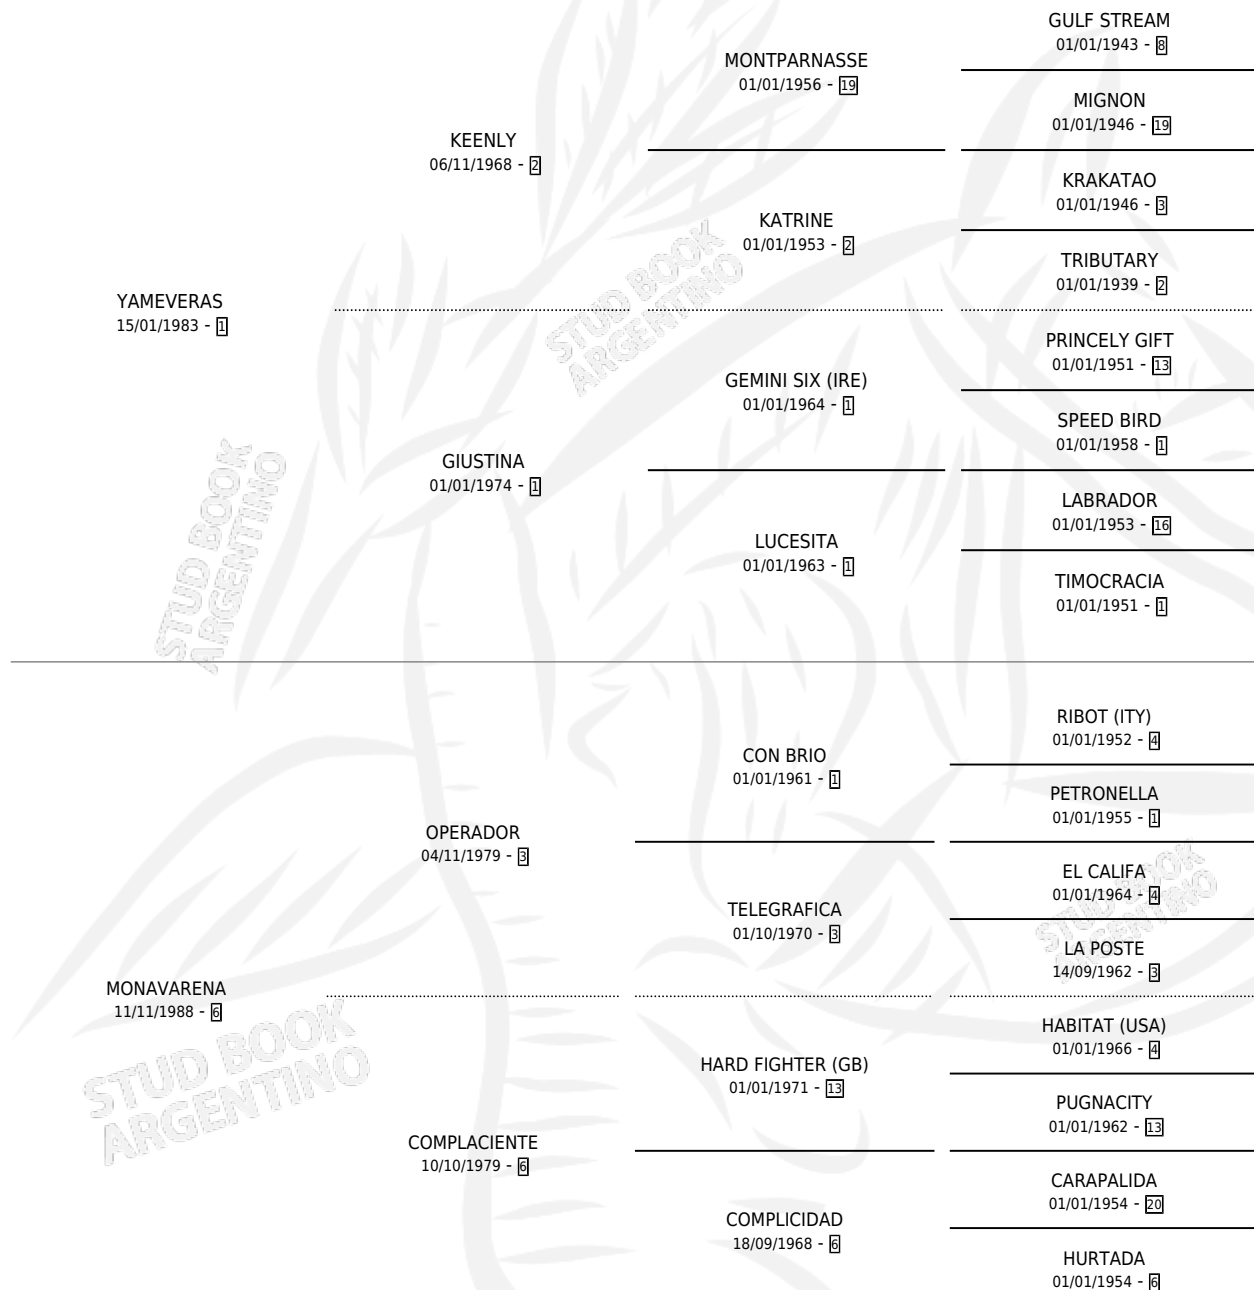 GULF STREAM
01/01/1943 - 8
MONTPARNASSE
01/01/1956 - 19
MIGNON
01/01/1946 - 19
KEENLY
06/11/1968 - 2
KRAKATAO
01/01/1946 - 3
KATRINE
01/01/1953 - 2
TRIBUTARY
01/01/1939 - 2
YAMEVERAS
15/01/1983 - 1
PRINCELY GIFT
01/01/1951 - 13
GEMINI SIX (IRE)
01/01/1964 - 1
SPEED BIRD
01/01/1958 - 1
GIUSTINA
01/01/1974 - 1
LABRADOR
01/01/1953 - 16
LUCESITA
01/01/1963 - 1
TIMOCRACIA
01/01/1951 - 1
STUD BOOK
ARGENTINO
STUD BOOK
ARGENTINO
RIBOT (ITY)
01/01/1952 - 4
CON BRIO
01/01/1961 - 1
PETRONELLA
01/01/1955 - 1
OPERADOR
04/11/1979 - 3
EL CALIFA
01/01/1964 - 4
TELEGRAFICA
01/10/1970 - 3
LA POSTE
14/09/1962 - 3
STUD BOOK
ARGENTINO
MONAVARENA
11/11/1988 - 6
HABITAT (USA)
01/01/1966 - 4
HARD FIGHTER (GB)
01/01/1971 - 13
PUGNACITY
01/01/1962 - 13
COMPLACIENTE
10/10/1979 - 6
CARAPALIDA
01/01/1954 - 20
COMPLICIDAD
18/09/1968 - 6
HURTADA
01/01/1954 - 6
STUD BOOK
ARGENTINO